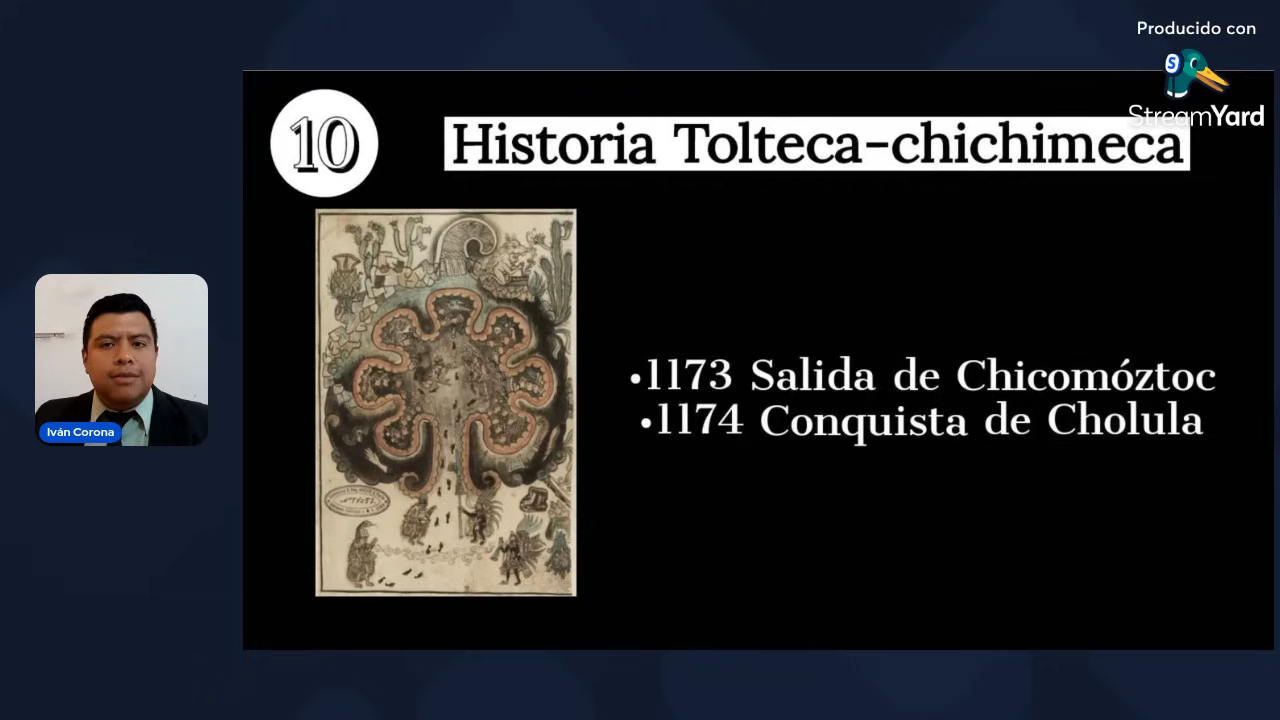 Producido con
StreamYard
10
Historia Tolteca-chichimeca
•1173 Salida de Chicomóztoc
•1174 Conquista de Cholula
Iván Corona